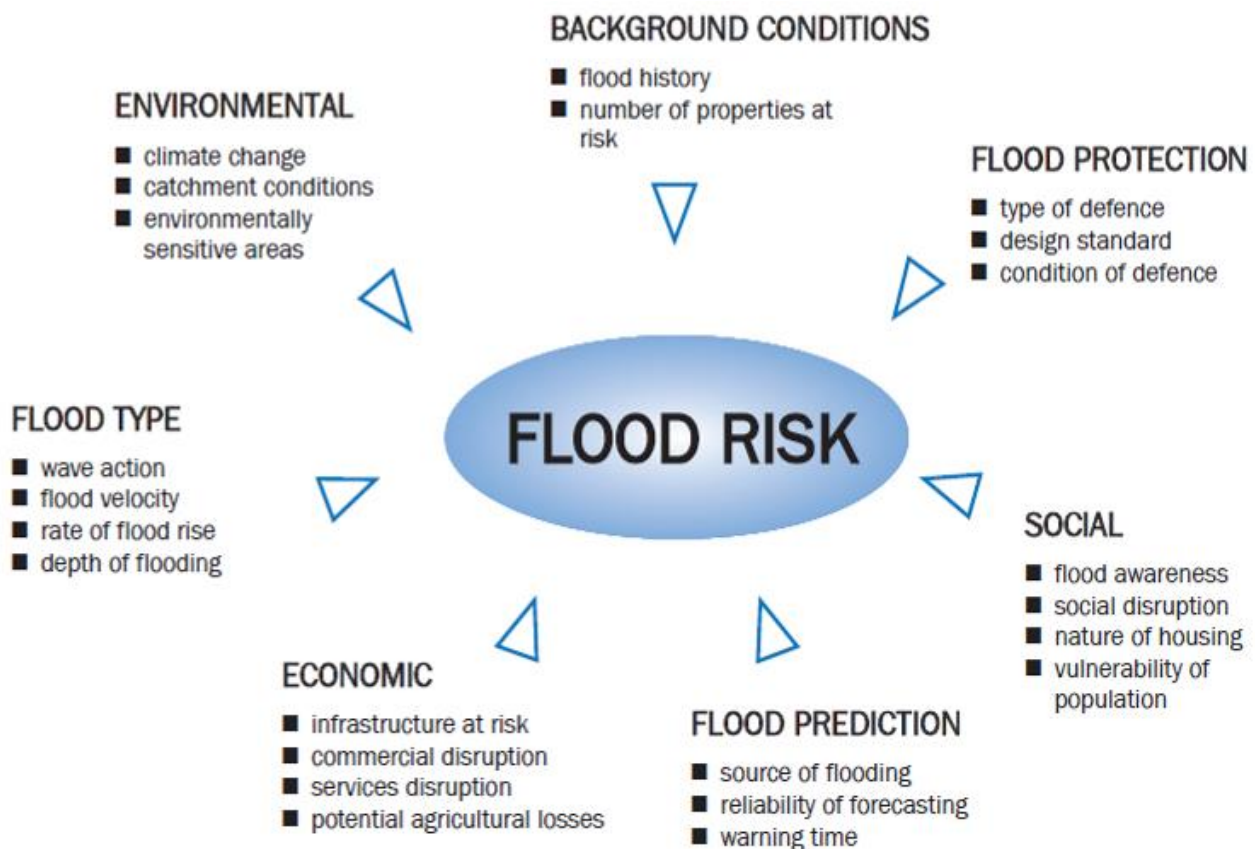 BACKGROUND CONDITIONS
■ flood history
■ number of properties at
risk
ENVIRONMENTAL
■ climate change
■ catchment conditions
■ environmentally
sensitive areas
FLOOD PROTECTION
■ type of defence
■ design standard
■ condition of defence
FLOOD RISK
FLOOD TYPE
■ wave action
■ flood velocity
■ rate of flood rise
■ depth of flooding
SOCIAL
■ flood awareness
■ social disruption
■ nature of housing
■ vulnerability of
population
ECONOMIC
■ infrastructure at risk
■ commercial disruption
■ services disruption
■ potential agricultural losses
FLOOD PREDICTION
■ source of flooding
■ reliability of forecasting
■ warning time